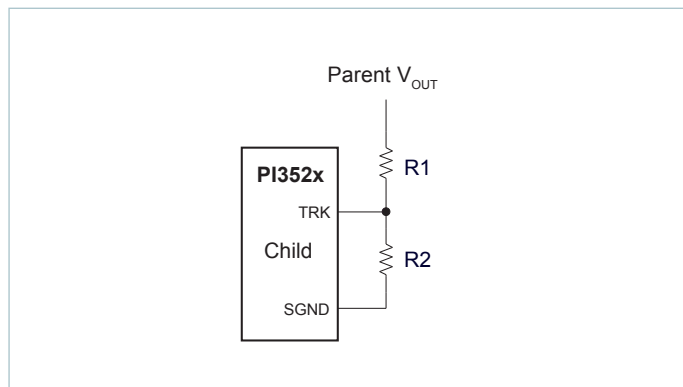 Parent VOUT
R1
PI352x
TRK
Child
R2
SGND